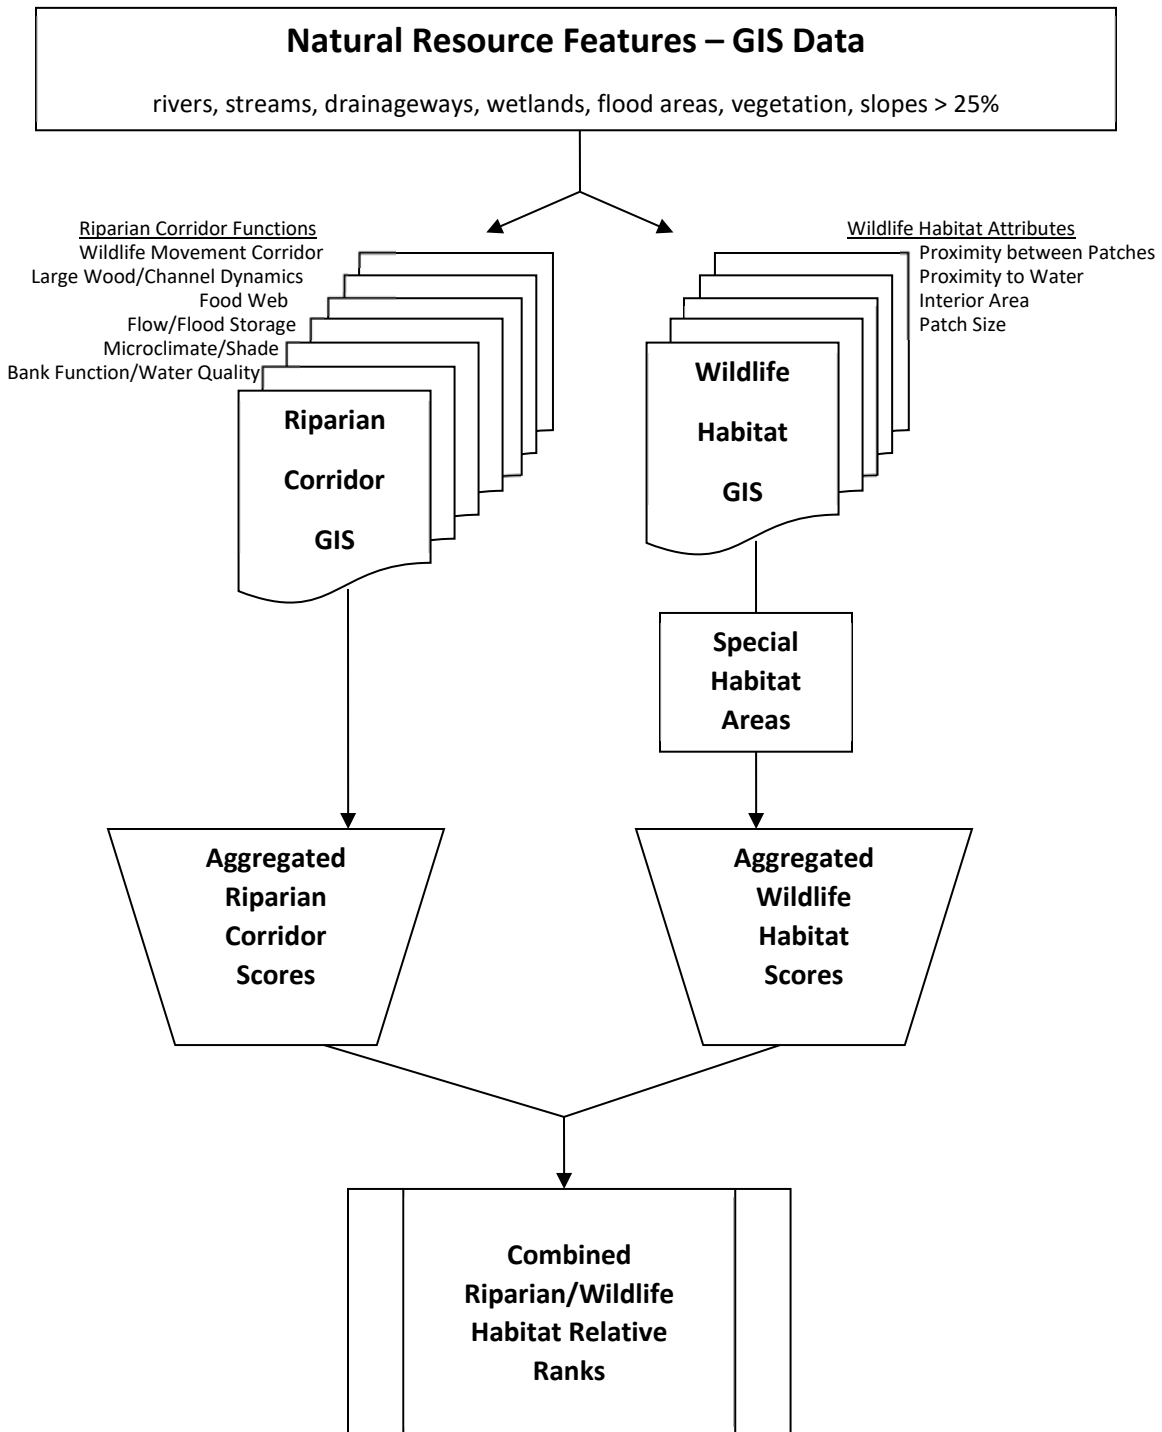 Natural Resource Features – GIS Data
rivers, streams, drainageways, wetlands, flood areas, vegetation, slopes > 25%
Riparian Corridor Functions
Wildlife Movement Corridor
Large Wood/Channel Dynamics
Food Web
Flow/Flood Storage
Microclimate/Shade
Bank Function/Water Quality
Wildlife Habitat Attributes
Proximity between Patches
Proximity to Water
Interior Area
Patch Size
Riparian
Corridor
GIS
Wildlife
Habitat
GIS
Special
Habitat
Areas
Aggregated
Riparian
Corridor
Scores
Aggregated
Wildlife
Habitat
Scores
Combined
Riparian/Wildlife
Habitat Relative
Ranks